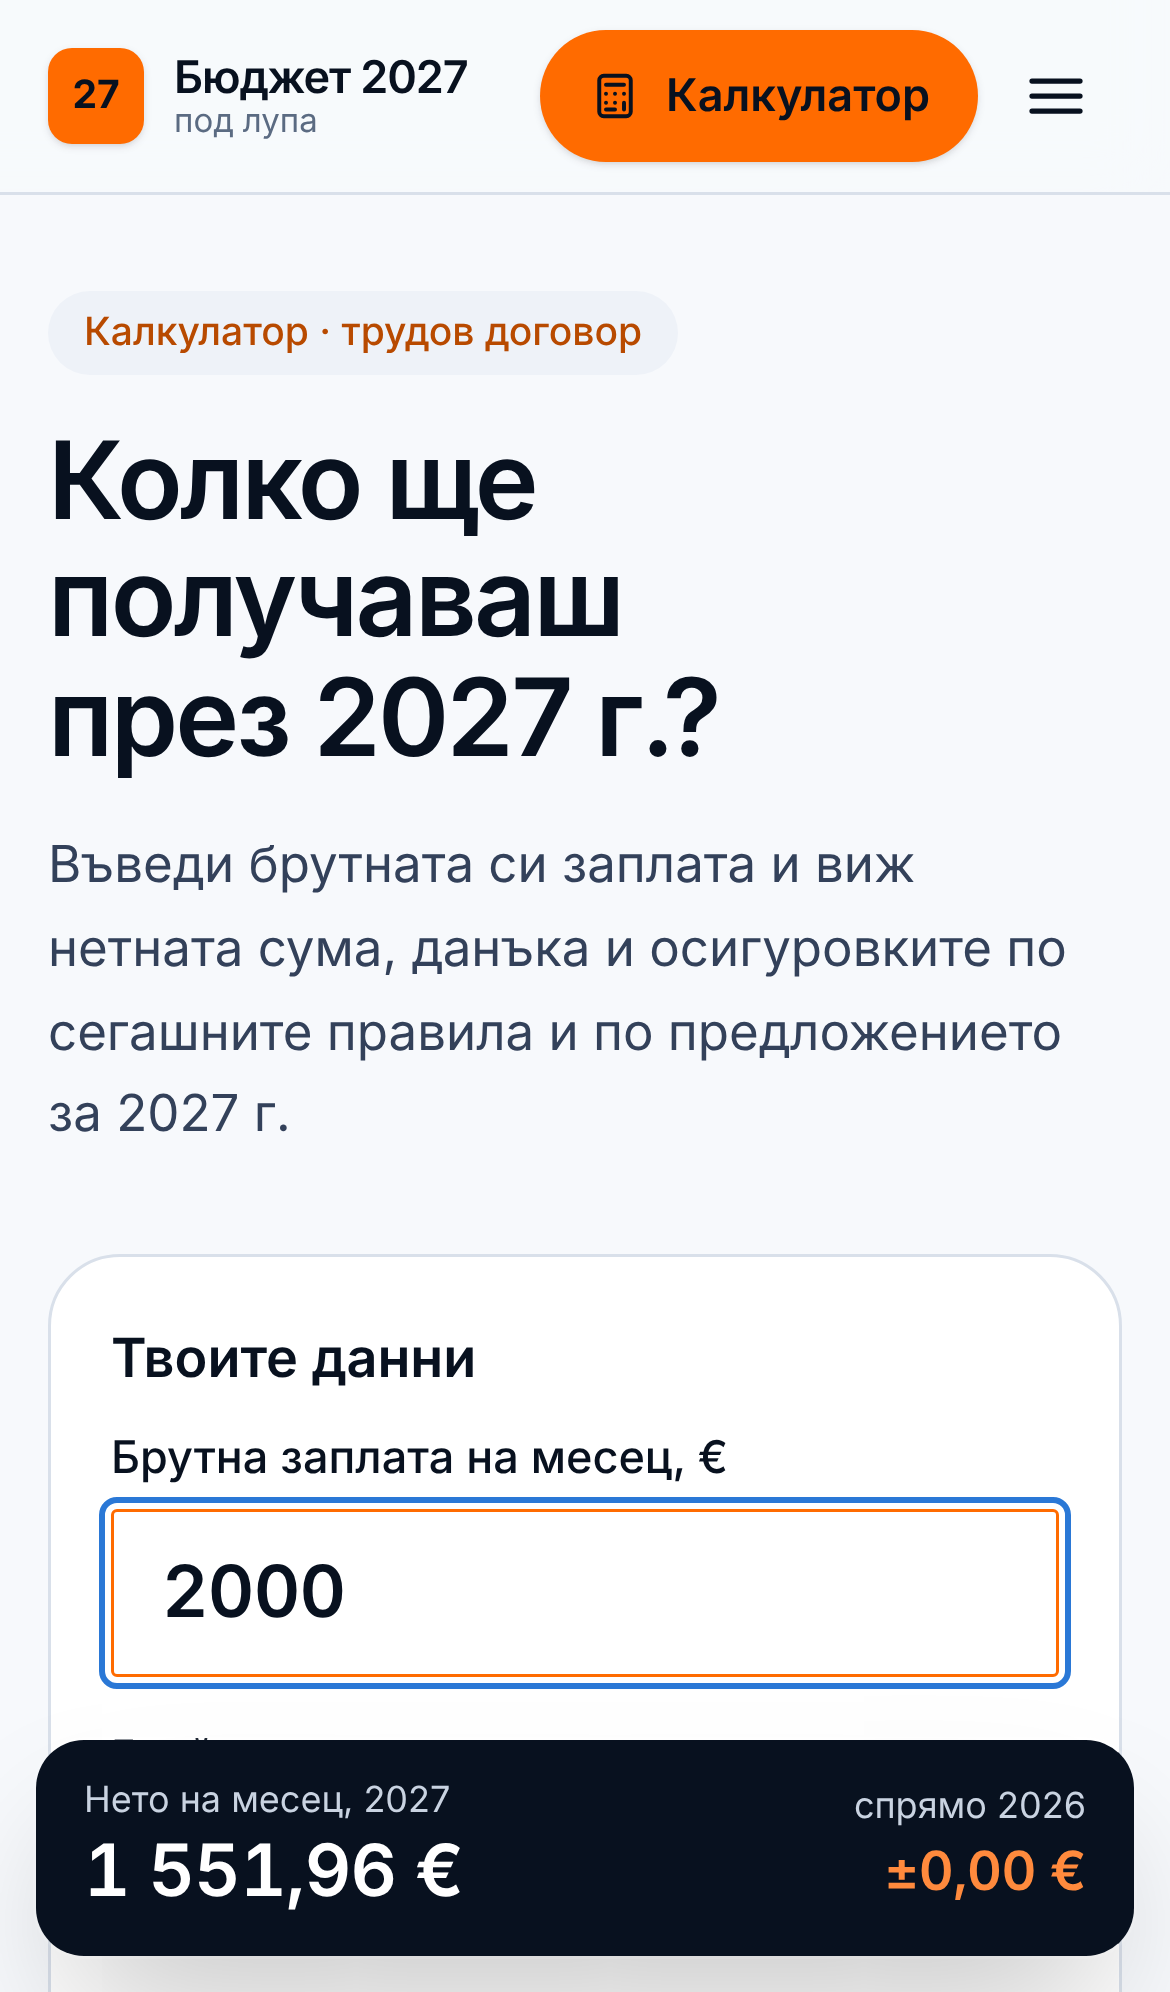 27
Бюджет 2027
под лупа
Калкулатор
Калкулатор · трудов договор
Колко ще
получаваш
през 2027 г.?
Въведи брутната си заплата и виж
нетната сума, данъка и осигуровките по
сегашните правила и по предложението
за 2027 г.
Твоите данни
Брутна заплата на месец, €
2000
Нето на месец, 2027
1 551,96 €
спрямо 2026
±0,00 €